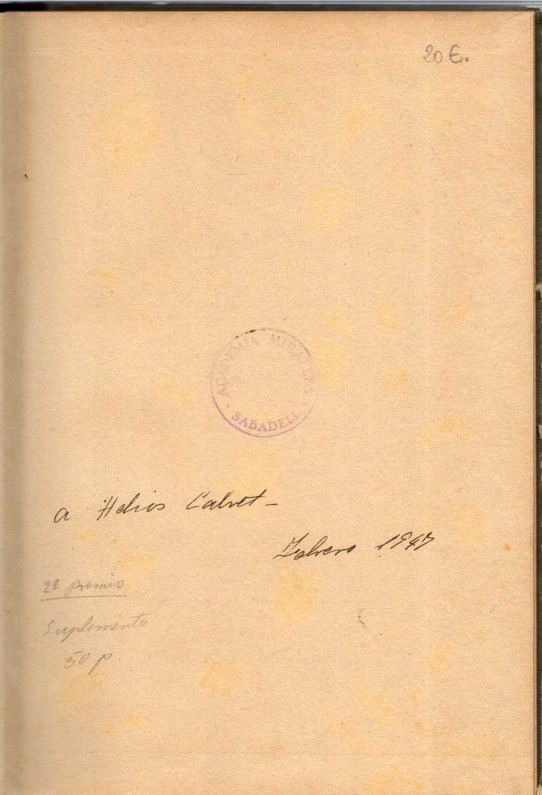 20 €.
ACADEMIA MIRALLES
· SABADELL ·
a Helios Calvet -
Febrero 1947
2º premio
Suplemento
50 p.